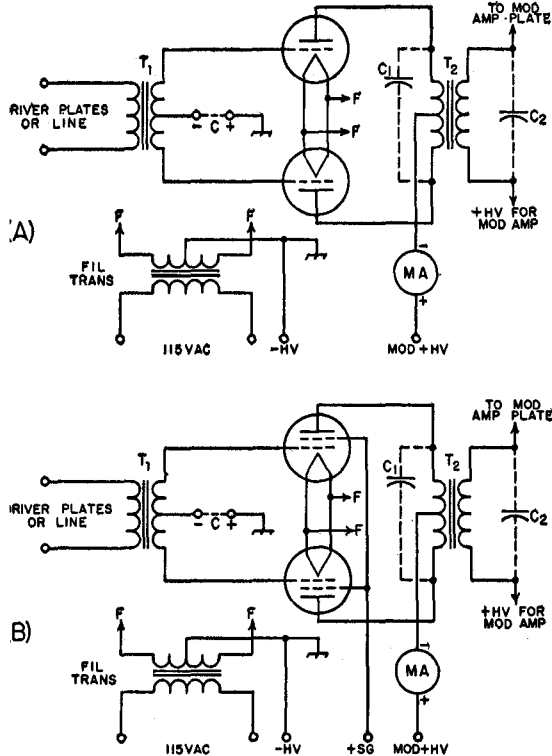 TO MOD
AMP PLATE
T1
C1
T2
RIVER PLATES
OR LINE
- C +
F
F
C2
+HV FOR
MOD AMP
(A)
F
F
FIL
TRANS
-
MA
+
115VAC
-HV
MOD+HV
TO MOD
AMP PLATE
T1
C1
T2
RIVER PLATES
OR LINE
- C +
F
F
C2
+HV FOR
MOD AMP
B)
F
F
FIL
TRANS
-
MA
+
115VAC
-HV
+SG
MOD+HV